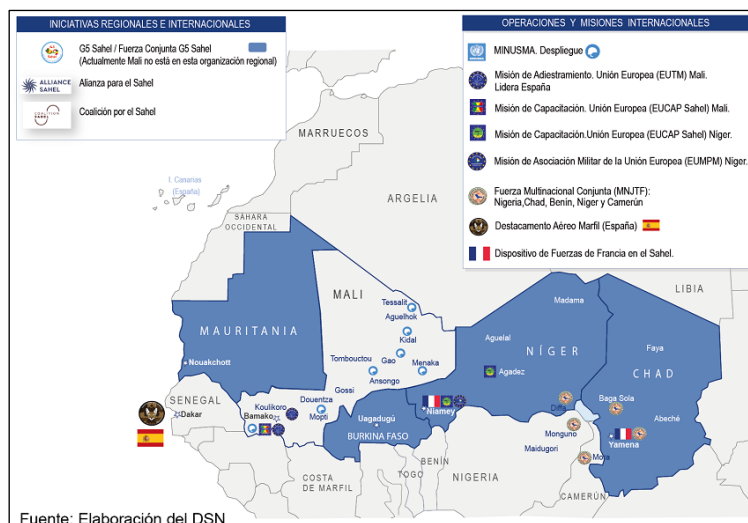 INICIATIVAS REGIONALES E INTERNACIONALES
G5 Sahel / Fuerza Conjunta G5 Sahel
(Actualmente Mali no está en esta organización regional)
ALLIANCE
SAHEL
Alianza para el Sahel
COALITION
SAHEL
Coalición por el Sahel
OPERACIONES Y MISIONES INTERNACIONALES
MINUSMA. Despliegue
Misión de Adiestramiento. Unión Europea (EUTM) Mali.
Lidera España
Misión de Capacitación. Unión Europea (EUCAP Sahel) Mali.
Misión de Capacitación.Unión Europea (EUCAP Sahel) Níger.
Misión de Asociación Militar de la Unión Europea (EUMPM) Níger.
Fuerza Multinacional Conjunta (MNJTF):
Nigeria,Chad, Benín, Níger y Camerún
Destacamento Aéreo Marfil (España)
Dispositivo de Fuerzas de Francia en el Sahel.
MARRUECOS
I. Canarias
(España)
ARGELIA
SAHARA
OCCIDENTAL
LIBIA
MALI
Tessalit
Aguelhok
Madama
MAURITANIA
Kidal
Aguelal
Faya
Nouakchott
Tombouctou
Gao
Menaka
NÍGER
CHAD
Ansongo
Agadez
Gossi
SENEGAL
Dakar
Koulikoro
Douentza
Bamako
Mopti
Niamey
Diffa
Baga Sola
Abeché
Uagadugú
BURKINA FASO
Monguno
Maidugori
Yamena
Mora
BENÍN
TOGO
NIGERIA
COSTA
DE MARFIL
CAMERÚN
Fuente: Elaboración del DSN